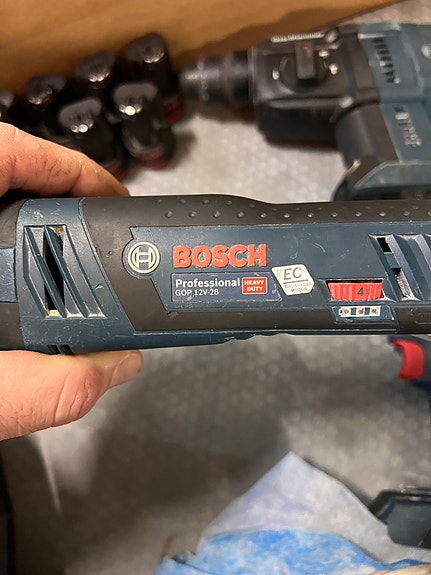 BOSCH
Professional
HEAVY
DUTY
GOP 12V-28
EC
BRUSHLESS
MOTOR
4